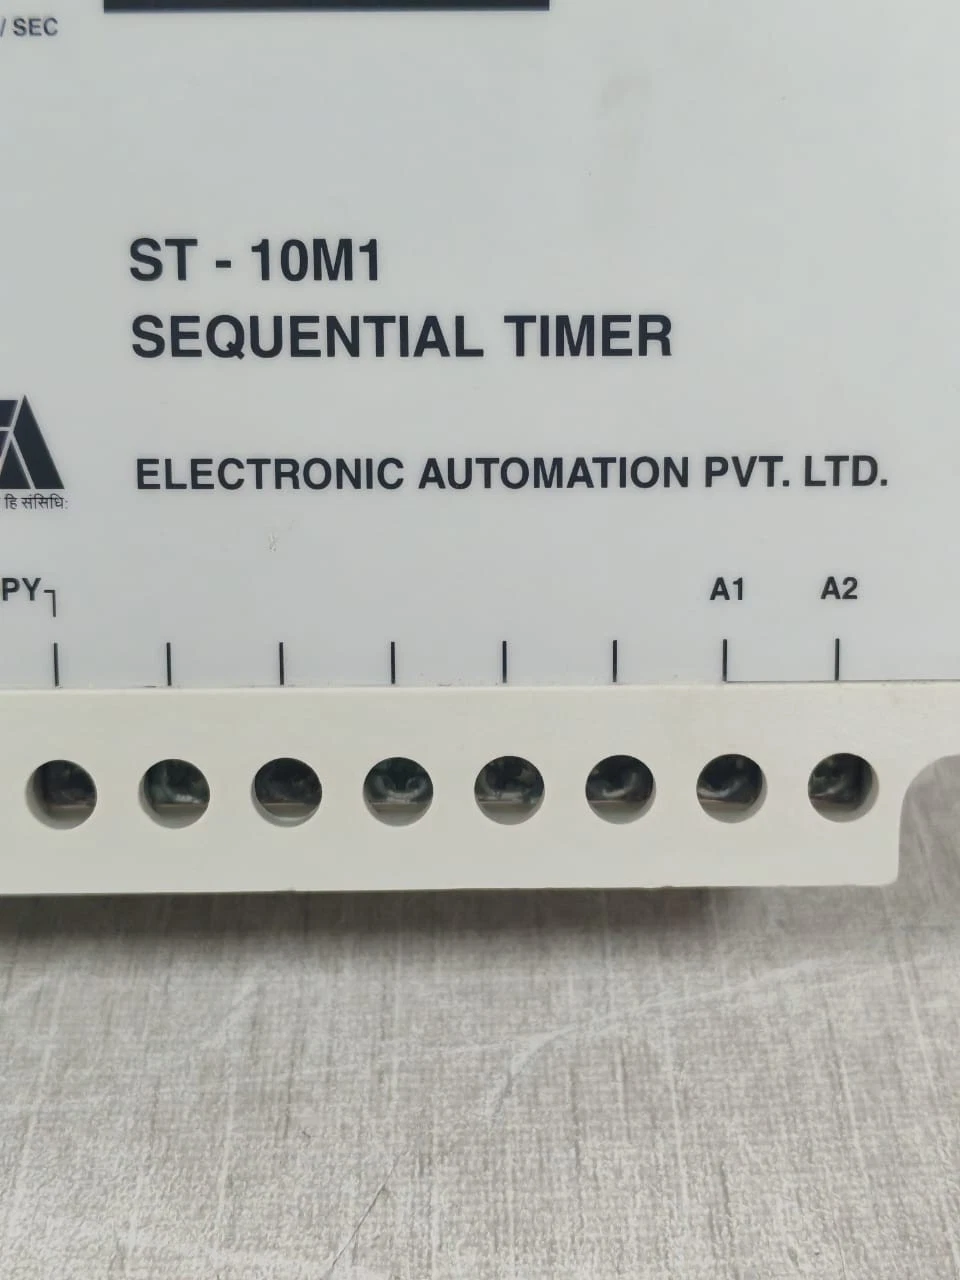 / SEC
ST - 10M1
SEQUENTIAL TIMER
ELECTRONIC AUTOMATION PVT. LTD.
हि संसिधि:
PY
A1 A2